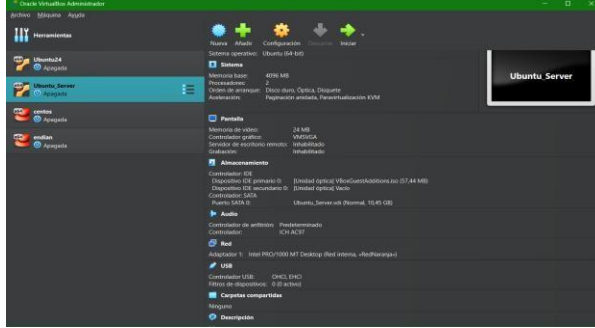 Oracle VirtualBox Administrador
Archivo Máquina Ayuda
Herramientas
Nueva Añadir Configuración Descartar Iniciar
Ubuntu24
Apagada
Ubuntu_Server
Apagada
centos
Apagada
endian
Apagada
Sistema operativo: Ubuntu (64-bit)
Sistema
Memoria base: 4096 MB
Procesadores: 2
Orden de arranque: Disco duro, Óptica, Disquete
Aceleración: Paginación anidada, Paravirtualización KVM
Ubuntu_Server
Pantalla
Memoria de vídeo: 24 MB
Controlador gráfico: VMSVGA
Servidor de escritorio remoto: Inhabilitado
Grabación: Inhabilitado
Almacenamiento
Controlador: IDE
Dispositivo IDE primario 0: [Unidad óptica] VBoxGuestAdditions.iso (57,44 MB)
Dispositivo IDE secundario 0: [Unidad óptica] Vacío
Controlador: SATA
Puerto SATA 0: Ubuntu_Server.vdi (Normal, 10,45 GB)
Audio
Controlador de anfitrión: Predeterminado
Controlador: ICH AC97
Red
Adaptador 1: Intel PRO/1000 MT Desktop (Red interna, «RedNaranja»)
USB
Controlador USB: OHCI, EHCI
Filtros de dispositivos: 0 (0 activo)
Carpetas compartidas
Ninguno
Descripción